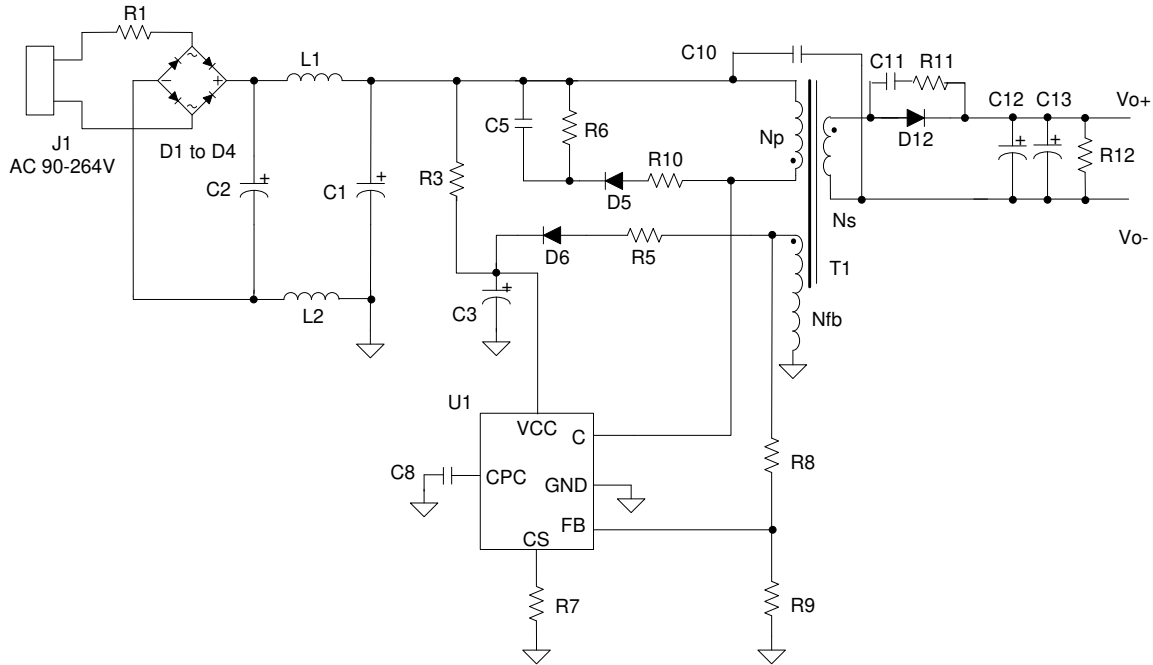 R1
C10
L1
C11
R11
C12
C13
Vo+
~
+
−
~
J1
AC 90-264V
D1 to D4
C5
R6
Np
D12
R12
+
+
C2
+
C1
+
R3
R10
D5
Ns
Vo-
D6
R5
T1
C3
+
Nfb
U1
VCC
C
C8
CPC
GND
R8
FB
CS
R7
R9